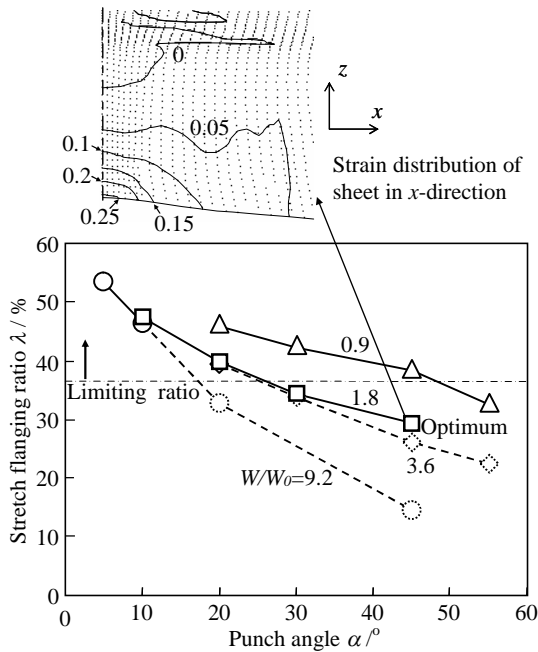 0
z
x
0.05
0.1
0.2
0.25
0.15
Strain distribution of
sheet in x-direction
60
50
40
30
20
10
0
0
10
20
30
40
50
60
Stretch flanging ratio λ / %
Punch angle α /°
Limiting ratio
0.9
1.8
Optimum
3.6
W/W0=9.2